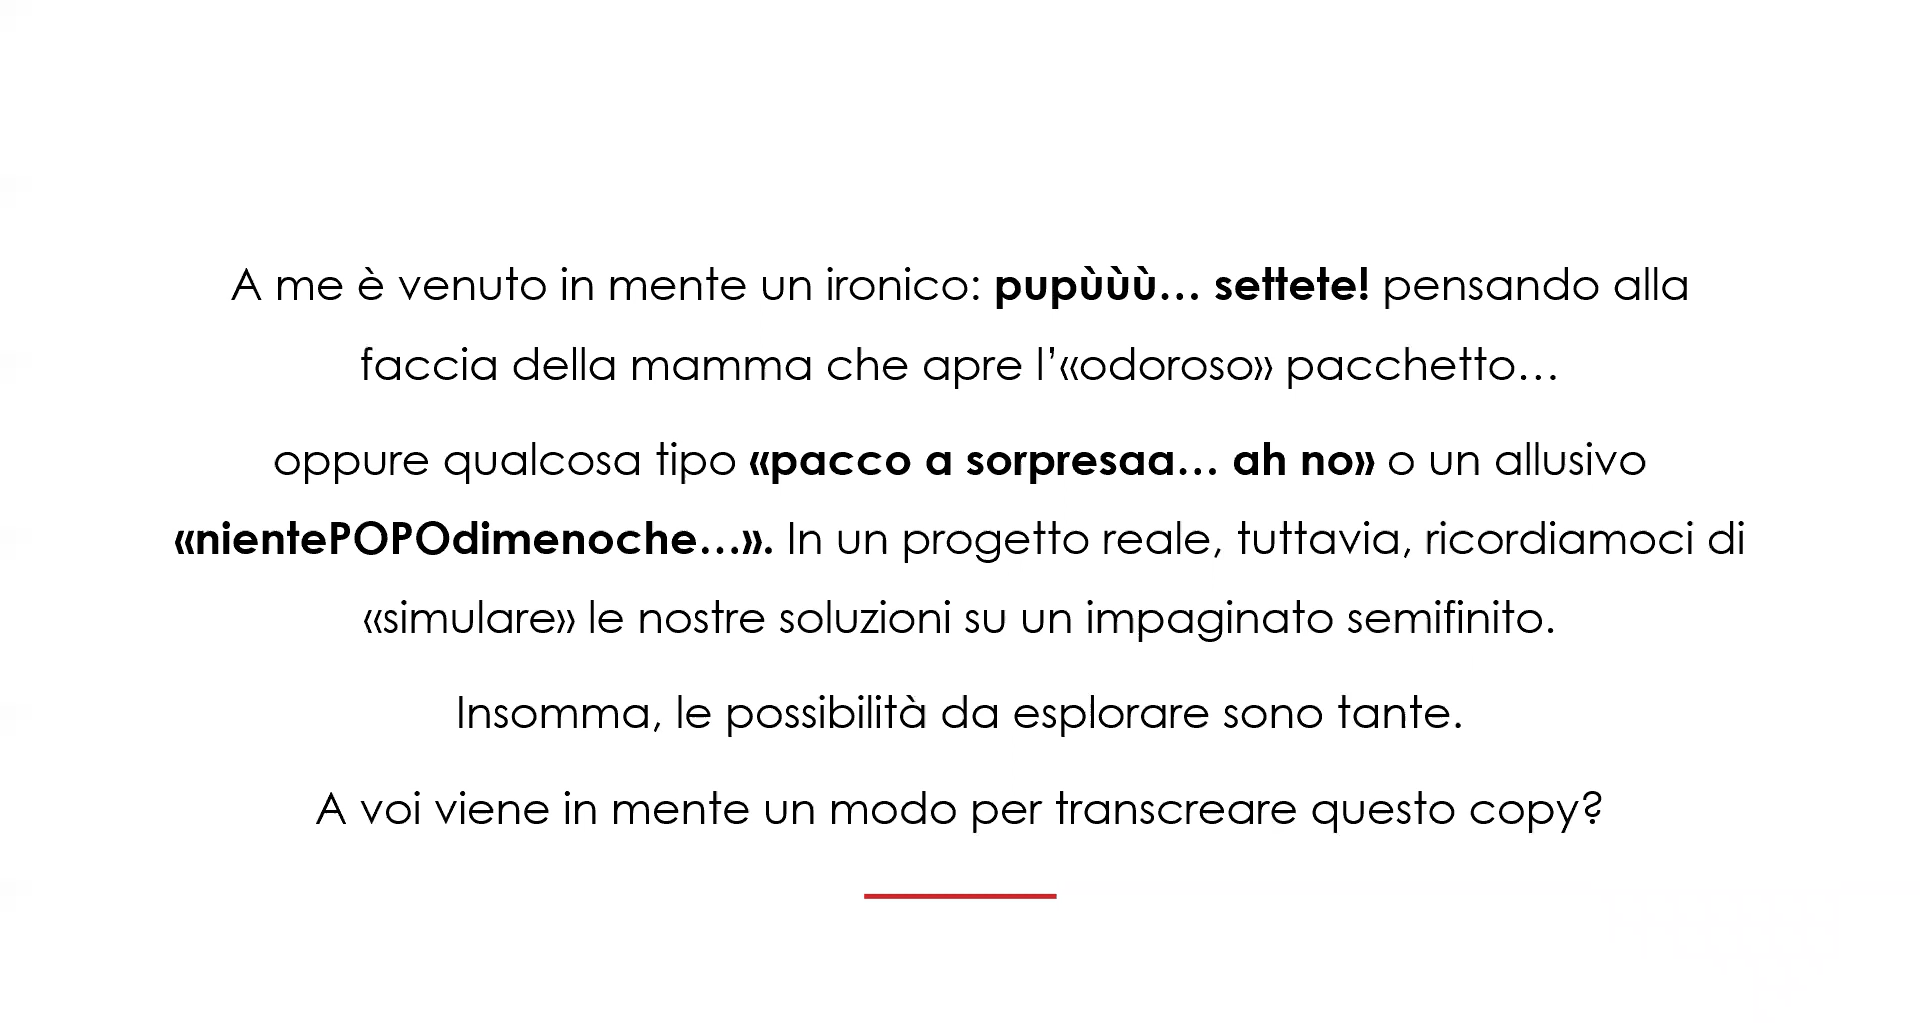 A me è venuto in mente un ironico: pupùùù… settete! pensando alla
faccia della mamma che apre l’«odoroso» pacchetto…
oppure qualcosa tipo «pacco a sorpresaa… ah no» o un allusivo
«nientePOPOdimenoche…». In un progetto reale, tuttavia, ricordiamoci di
«simulare» le nostre soluzioni su un impaginato semifinito.
Insomma, le possibilità da esplorare sono tante.
A voi viene in mente un modo per transcreare questo copy?